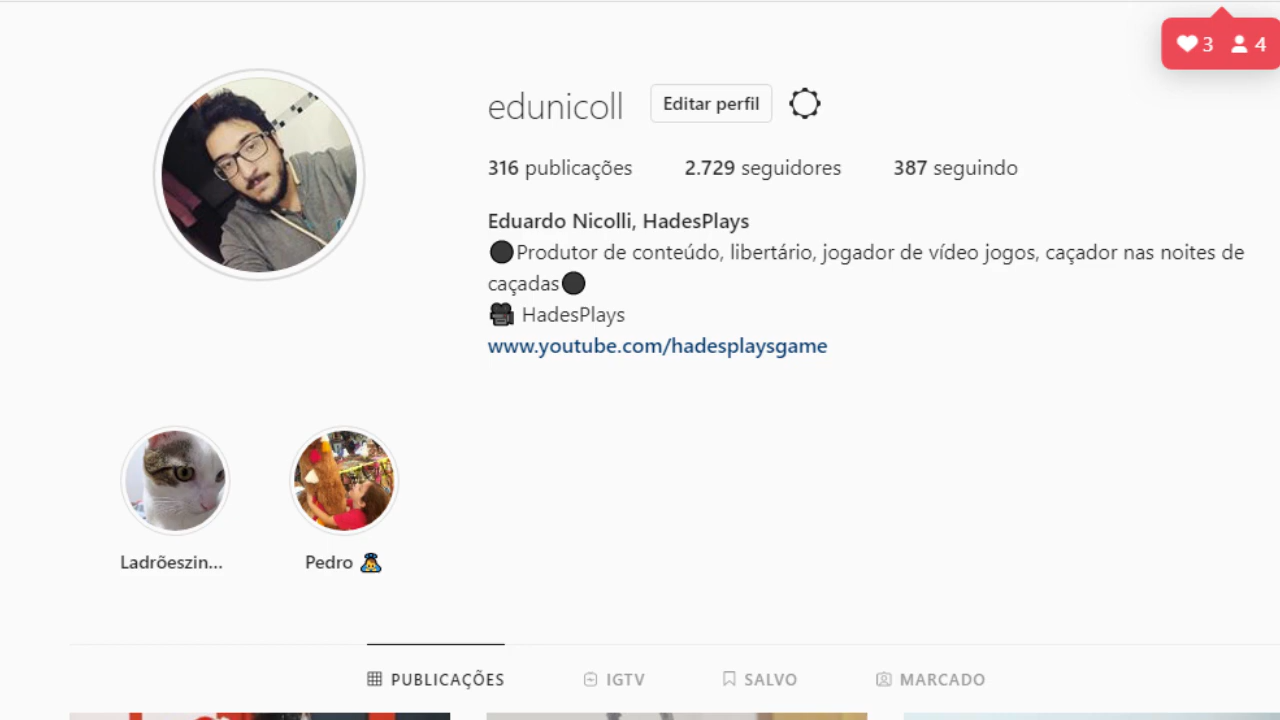 3 4
edunicoll Editar perfil
316 publicações 2.729 seguidores 387 seguindo
Eduardo Nicolli, HadesPlays
Produtor de conteúdo, libertário, jogador de vídeo jogos, caçador nas noites de
caçadas
HadesPlays
www.youtube.com/hadesplaysgame
Ladrõeszin... Pedro
PUBLICAÇÕES IGTV SALVO MARCADO